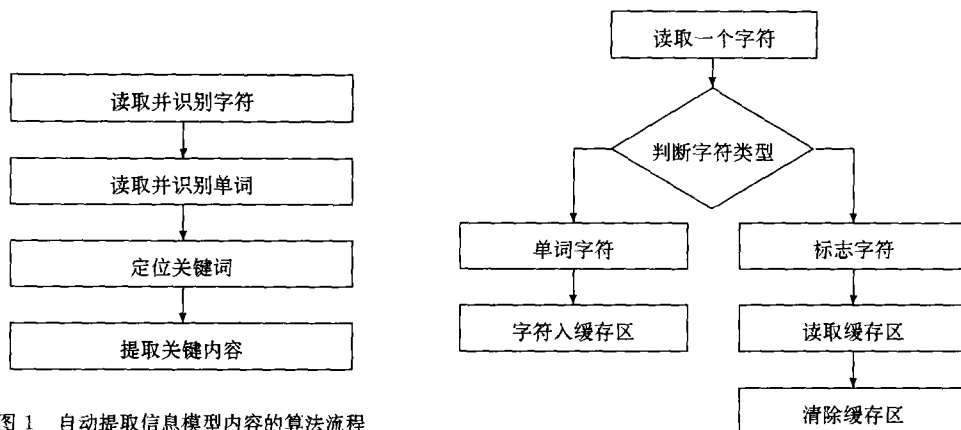 读取并识别字符
读取并识别单词
定位关键词
提取关键内容
图 1 自动提取信息模型内容的算法流程
读取一个字符
判断字符类型
单词字符
标志字符
字符入缓存区
读取缓存区
清除缓存区